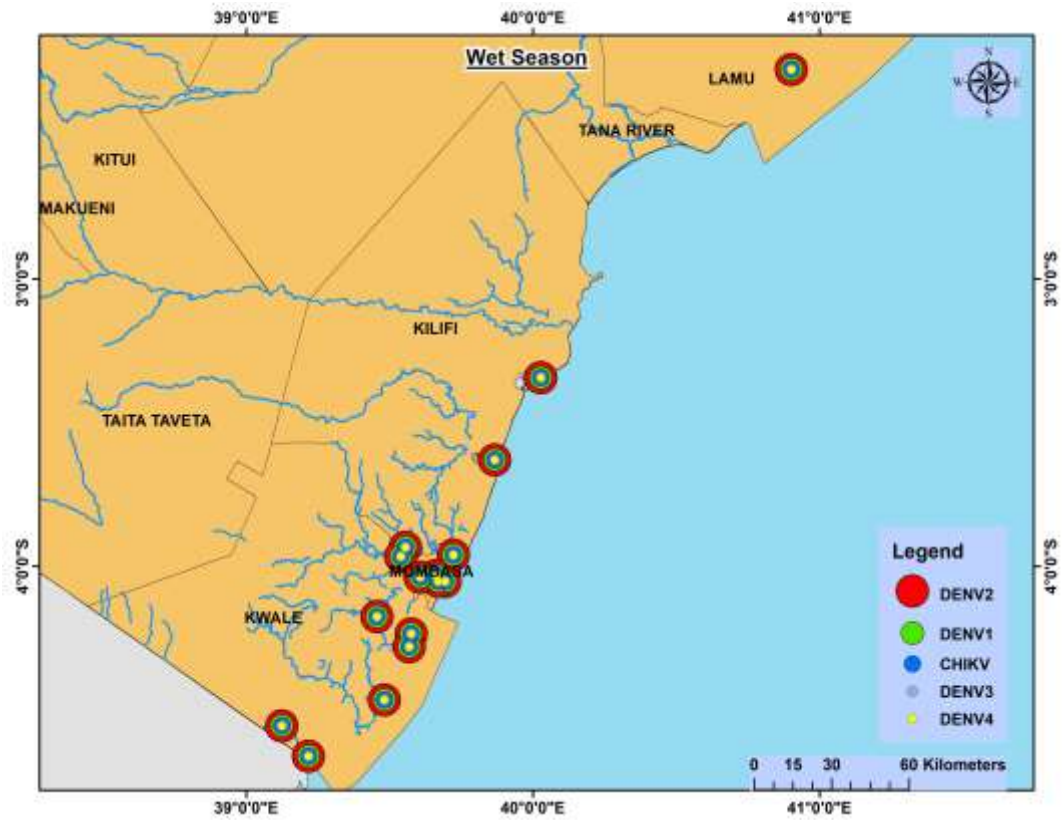 39°0'0"E 40°0'0"E 41°0'0"E
Wet Season
N
W E
S
LAMU
TANA RIVER
KITUI
MAKUENI
3°0'0"S 3°0'0"S
KILIFI
TAITA TAVETA
4°0'0"S 4°0'0"S
MOMBASA
KWALE
Legend
DENV2
DENV1
CHIKV
DENV3
DENV4
0 15 30 60 Kilometers
39°0'0"E 40°0'0"E 41°0'0"E